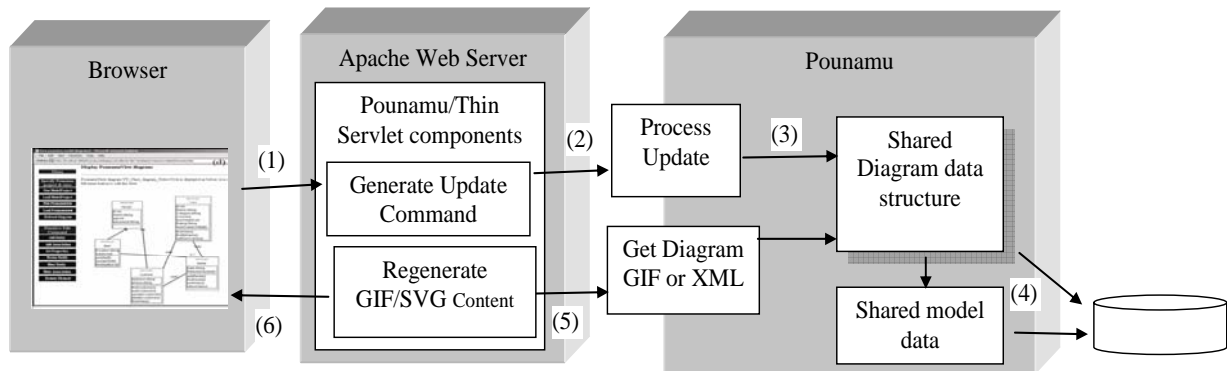 Browser
(1)
(6)
Apache Web Server
Pounamu/Thin
Servlet components
Generate Update
Command
Regenerate
GIF/SVG Content
(2)
(5)
Pounamu
Process
Update
(3)
Get Diagram
GIF or XML
Shared
Diagram data
structure
Shared model
data
(4)